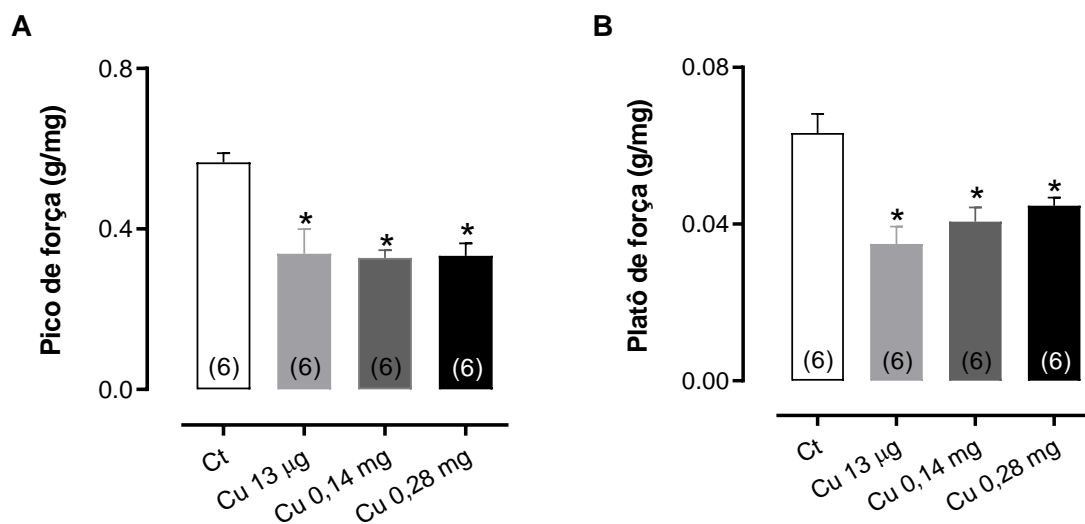 A
Pico de força (g/mg)
0.8
0.4
0.0
* * *
(6) (6) (6) (6)
Ct
Cu 13 μg
Cu 0,14 mg
Cu 0,28 mg
B
Platô de força (g/mg)
0.08
0.04
0.00
* * *
(6) (6) (6) (6)
Ct
Cu 13 μg
Cu 0,14 mg
Cu 0,28 mg